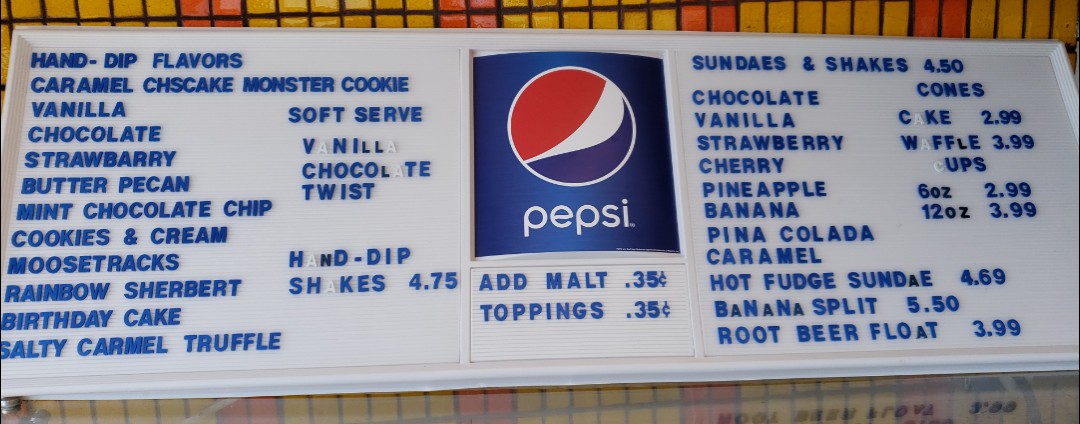 HAND-DIP FLAVORS
CARAMEL CHSCAKE MONSTER COOKIE
VANILLA
CHOCOLATE
STRAWBARRY
BUTTER PECAN
MINT CHOCOLATE CHIP
COOKIES & CREAM
MOOSETRACKS
RAINBOW SHERBERT
BIRTHDAY CAKE
SALTY CARMEL TRUFFLE
SOFT SERVE
VANILLA
CHOCOLATE
TWIST
HAND-DIP
SHAKES 4.75
pepsi
ADD MALT .35¢
TOPPINGS .35¢
SUNDAES & SHAKES 4.50
CHOCOLATE
VANILLA
STRAWBERRY
CHERRY
PINEAPPLE
BANANA
PINA COLADA
CARAMEL
HOT FUDGE SUNDAE 4.69
BANANA SPLIT 5.50
ROOT BEER FLOAT 3.99
CONES
CAKE 2.99
WAFFLE 3.99
CUPS
6oz 2.99
12oz 3.99